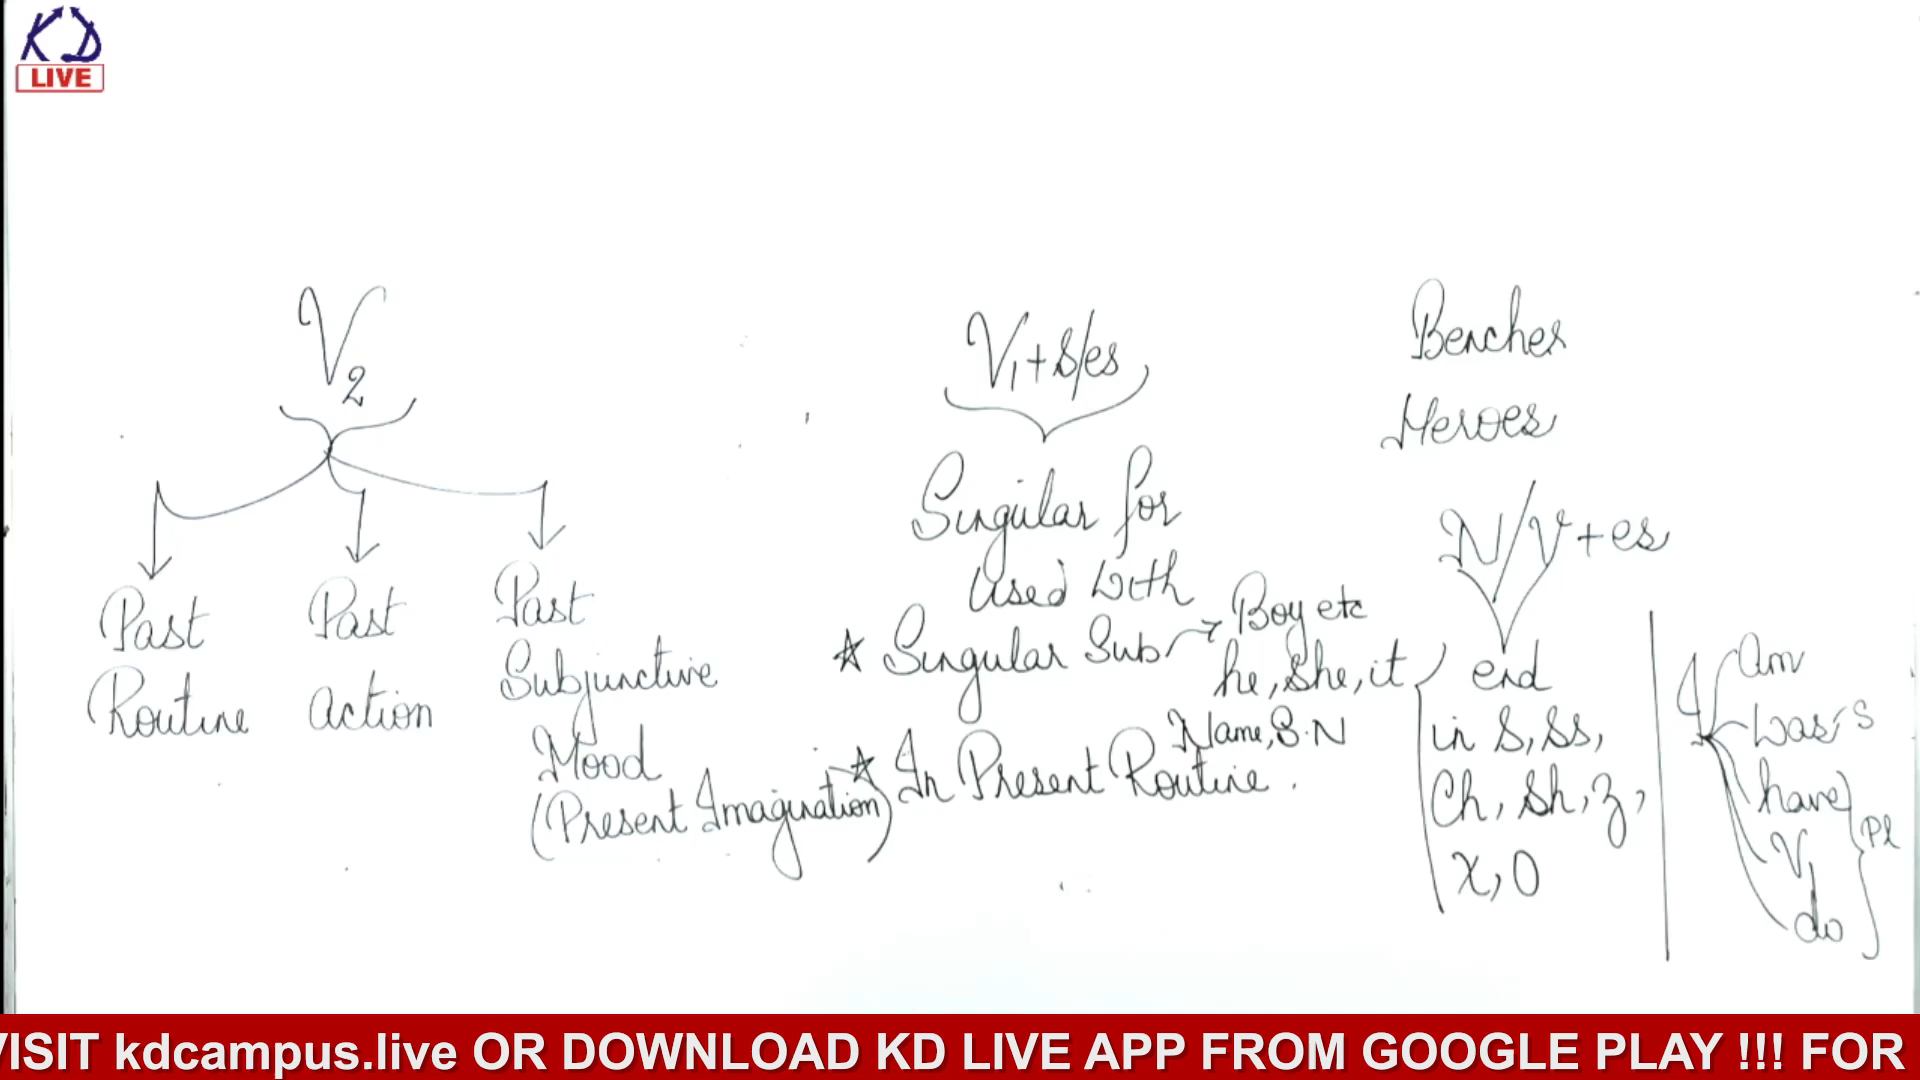 KD
LIVE
V2
Past
Routine
Past
action
Past
Subjunctive
Mood
(Present Imagination)
V1+s/es
Singular for
Used with
★ Singular Sub → Boy etc
he, she, it
Name, S.N
★ In Present Routine.
Benches
Heroes
N/V+es
end
in S, Ss,
Ch, Sh, z,
x, O
I
am
was
S
have
V1
do
Pl
VISIT kdcampus.live OR DOWNLOAD KD LIVE APP FROM GOOGLE PLAY !!! FOR